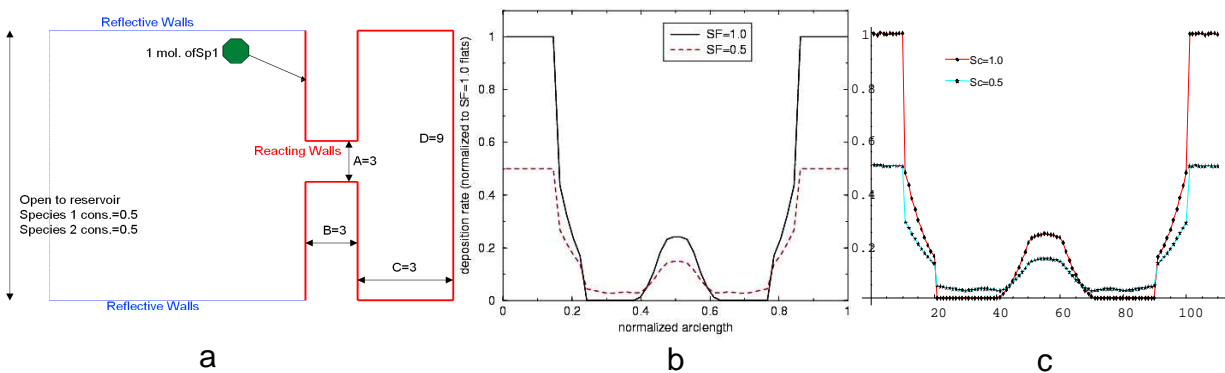 Reflective Walls
1 mol. ofSp1
Reacting Walls
A=3
D=9
B=3
C=3
Open to reservoir
Species 1 cons.=0.5
Species 2 cons.=0.5
Reflective Walls
a
deposition rate (normalized to SF=1.0 flats)
1
0.8
0.6
0.4
0.2
0
SF=1.0
SF=0.5
0 0.2 0.4 0.6 0.8 1
normalized arclength
b
1
0.8
0.6
0.4
0.2
Sc=1.0
Sc=0.5
20 40 60 80 100
c